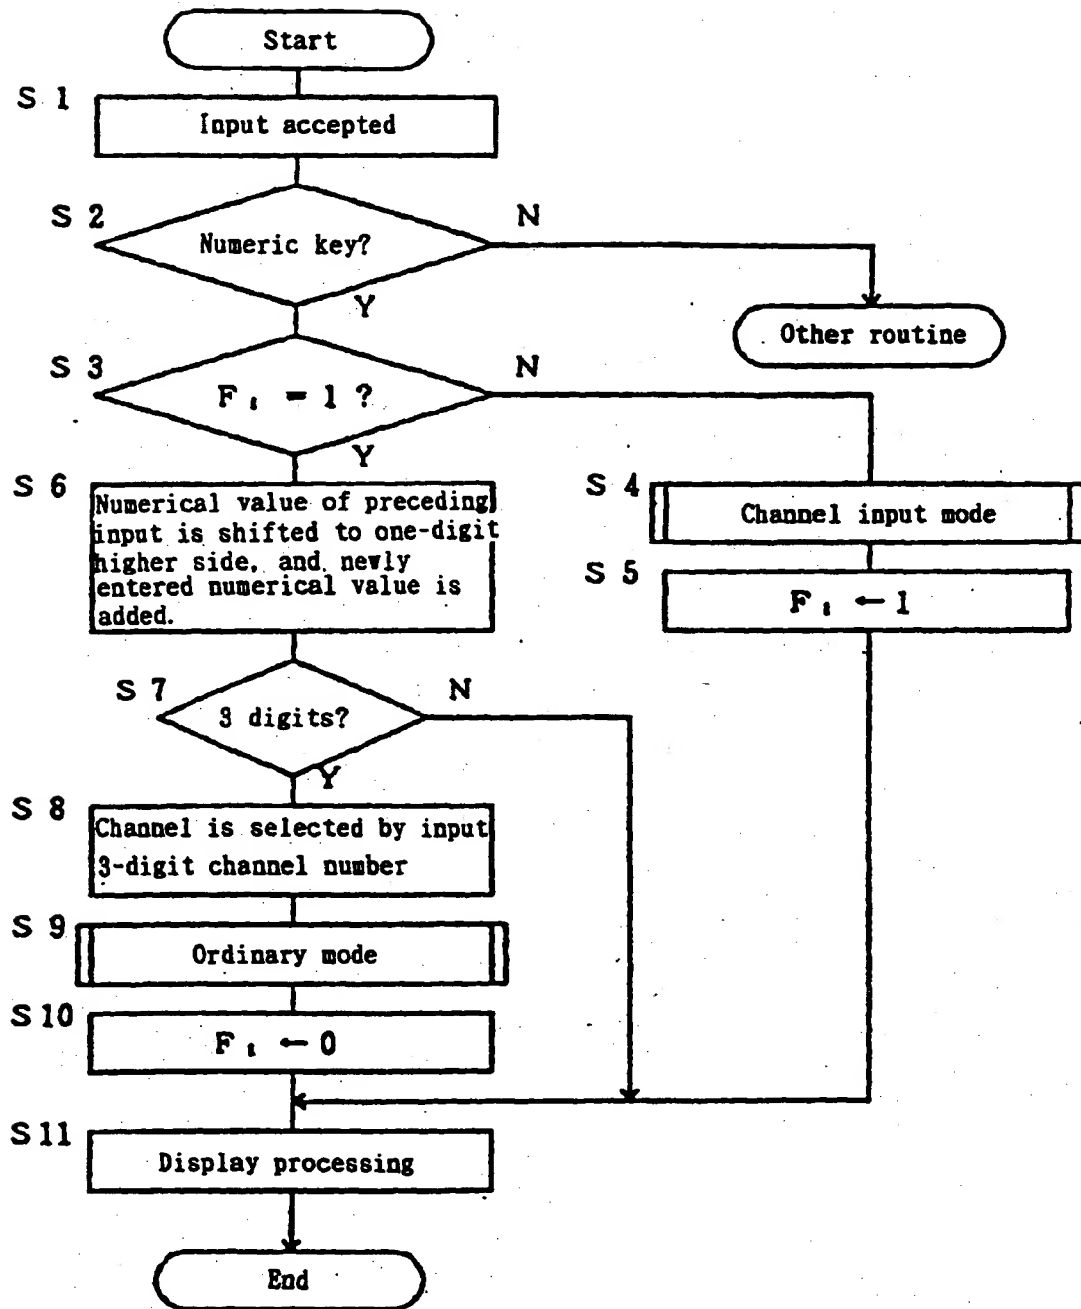 Start
S 1
Input accepted
S 2
Numeric key?
N
Y
Other routine
S 3
F₁ = 1 ?
N
Y
S 6
Numerical value of preceding
input is shifted to one-digit
higher side, and newly
entered numerical value is
added.
S 4
Channel input mode
S 5
F₁ ← 1
S 7
3 digits?
N
Y
S 8
Channel is selected by input
3-digit channel number
S 9
Ordinary mode
S 10
F₁ ← 0
S 11
Display processing
End